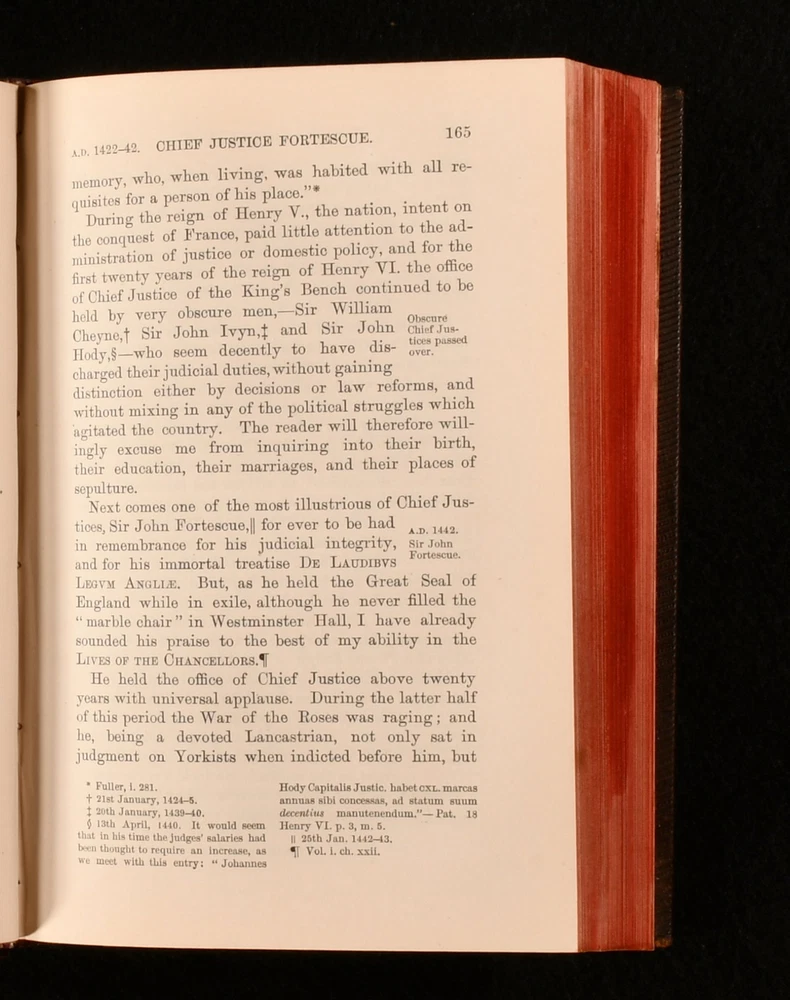 A.D. 1422–42. CHIEF JUSTICE FORTESCUE. 165
memory, who, when living, was habited with all re-
quisites for a person of his place."*
During the reign of Henry V., the nation, intent on
the conquest of France, paid little attention to the ad-
ministration of justice or domestic policy, and for the
first twenty years of the reign of Henry VI. the office
of Chief Justice of the King's Bench continued to be
held by very obscure men,—Sir William
Cheyne,† Sir John Ivyn,‡ and Sir John
Hody,§—who seem decently to have dis-
Obscure
Chief Jus-
tices passed
over.
charged their judicial duties, without gaining
distinction either by decisions or law reforms, and
without mixing in any of the political struggles which
agitated the country. The reader will therefore will-
ingly excuse me from inquiring into their birth,
their education, their marriages, and their places of
sepulture.
Next comes one of the most illustrious of Chief Jus-
tices, Sir John Fortescue,‖ for ever to be had
in remembrance for his judicial integrity,
and for his immortal treatise DE LAUDIBVS
A.D. 1442.
Sir John
Fortescue.
LEGVM ANGLIÆ. But, as he held the Great Seal of
England while in exile, although he never filled the
"marble chair" in Westminster Hall, I have already
sounded his praise to the best of my ability in the
LIVES OF THE CHANCELLORS.¶
He held the office of Chief Justice above twenty
years with universal applause. During the latter half
of this period the War of the Roses was raging; and
he, being a devoted Lancastrian, not only sat in
judgment on Yorkists when indicted before him, but
* Fuller, i. 281.
† 21st January, 1424–5.
‡ 20th January, 1439–40.
§ 13th April, 1440. It would seem
that in his time the judges' salaries had
been thought to require an increase, as
we meet with this entry: "Johannes
Hody Capitalis Justic. habet CXL. marcas
annuas sibi concessas, ad statum suum
decentius manutenendum."—Pat. 18
Henry VI. p. 3, m. 5.
‖ 25th Jan. 1442–43.
¶ Vol. i. ch. xxii.